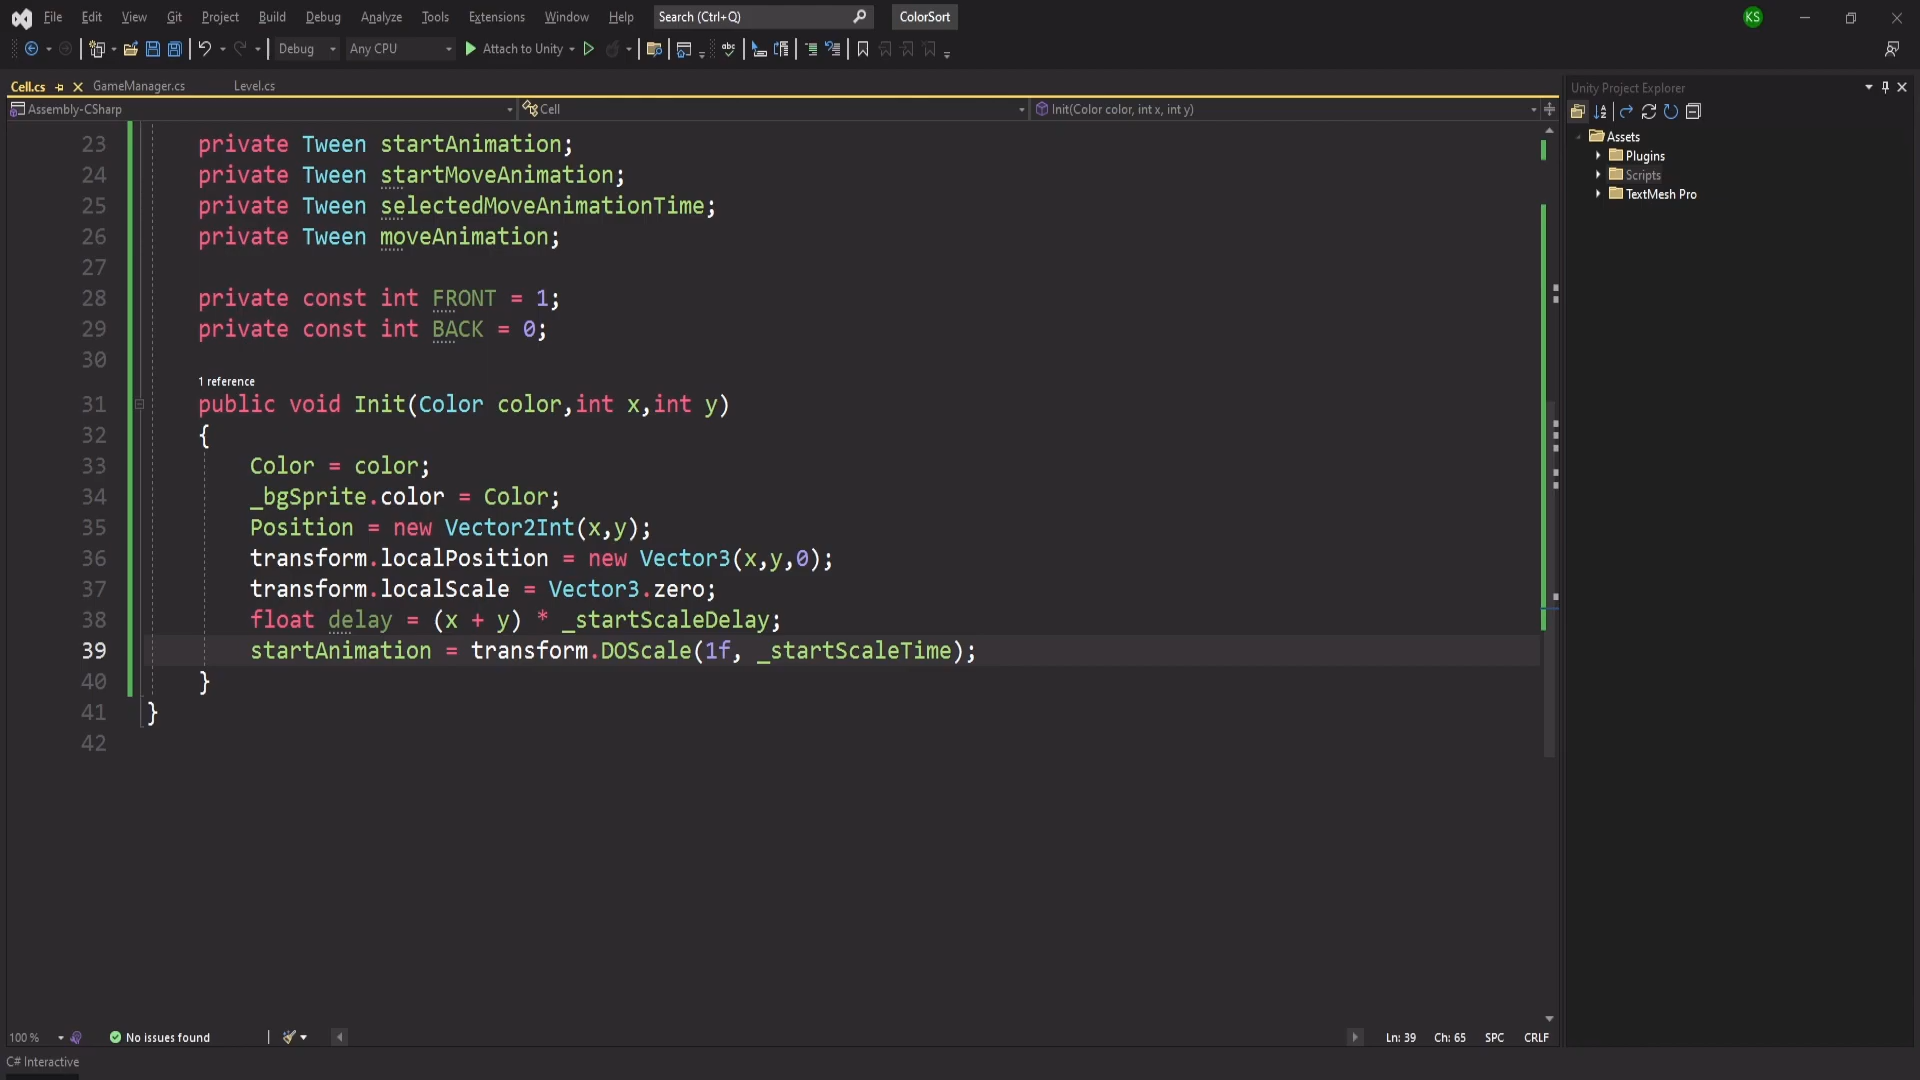 File Edit View Git Project Build Debug Analyze Tools Extensions Window Help Search (Ctrl+Q) ColorSort KS
Debug Any CPU Attach to Unity abc
Cell.cs GameManager.cs Level.cs
Assembly-CSharp Cell Init(Color color, int x, int y)
23 private Tween startAnimation;
24 private Tween startMoveAnimation;
25 private Tween selectedMoveAnimationTime;
26 private Tween moveAnimation;
27
28 private const int FRONT = 1;
29 private const int BACK = 0;
30
1 reference
31 public void Init(Color color,int x,int y)
32 {
33 Color = color;
34 _bgSprite.color = Color;
35 Position = new Vector2Int(x,y);
36 transform.localPosition = new Vector3(x,y,0);
37 transform.localScale = Vector3.zero;
38 float delay = (x + y) * _startScaleDelay;
39 startAnimation = transform.DOScale(1f, _startScaleTime);
40 }
41 }
42
Unity Project Explorer
Assets
Plugins
Scripts
TextMesh Pro
100 % No issues found Ln: 39 Ch: 65 SPC CRLF
C# Interactive